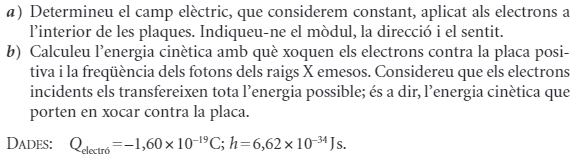 a) Determineu el camp elèctric, que considerem constant, aplicat als electrons a
l'interior de les plaques. Indiqueu-ne el mòdul, la direcció i el sentit.
b) Calculeu l'energia cinètica amb què xoquen els electrons contra la placa posi-
tiva i la freqüència dels fotons dels raigs X emesos. Considereu que els electrons
incidents els transfereixen tota l'energia possible; és a dir, l'energia cinètica que
porten en xocar contra la placa.
DADES: Q_electró = –1,60 × 10⁻¹⁹ C; h = 6,62 × 10⁻³⁴ J s.